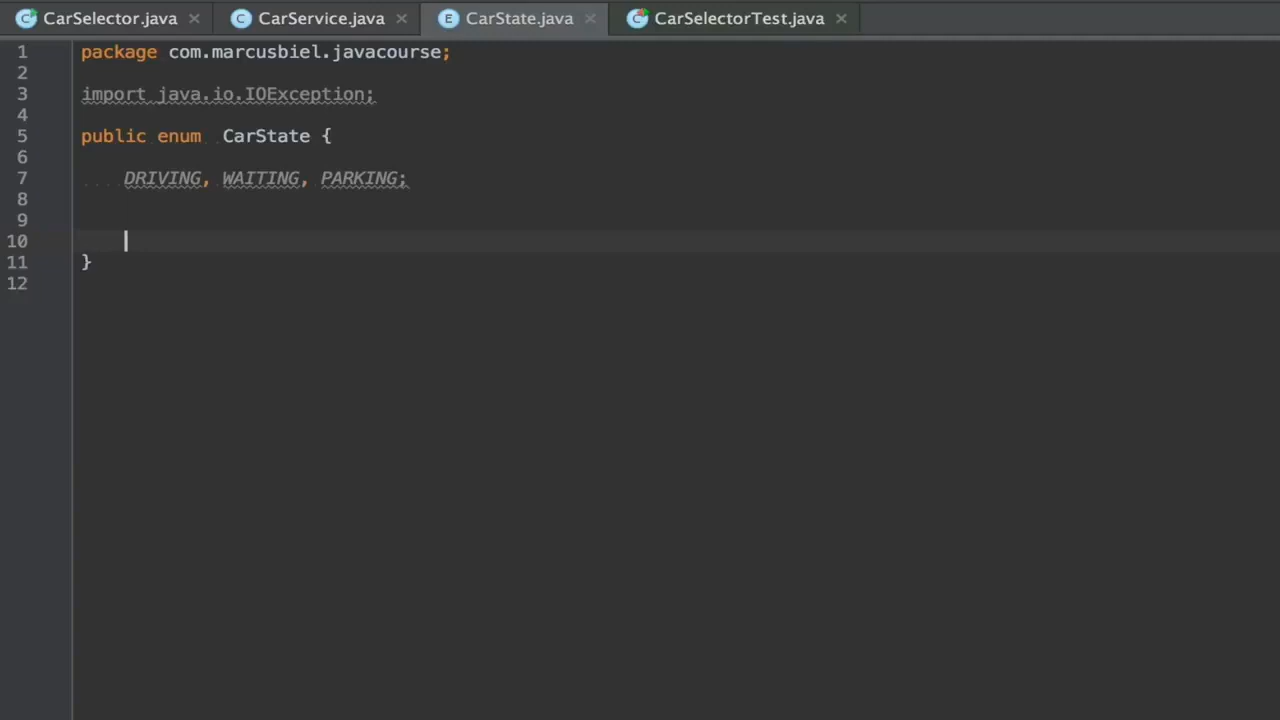 CarSelector.java CarService.java CarState.java CarSelectorTest.java
1 package com.marcusbiel.javacourse;
2
3 import java.io.IOException;
4
5 public enum CarState {
6
7 DRIVING, WAITING, PARKING;
8
9
10
11 }
12